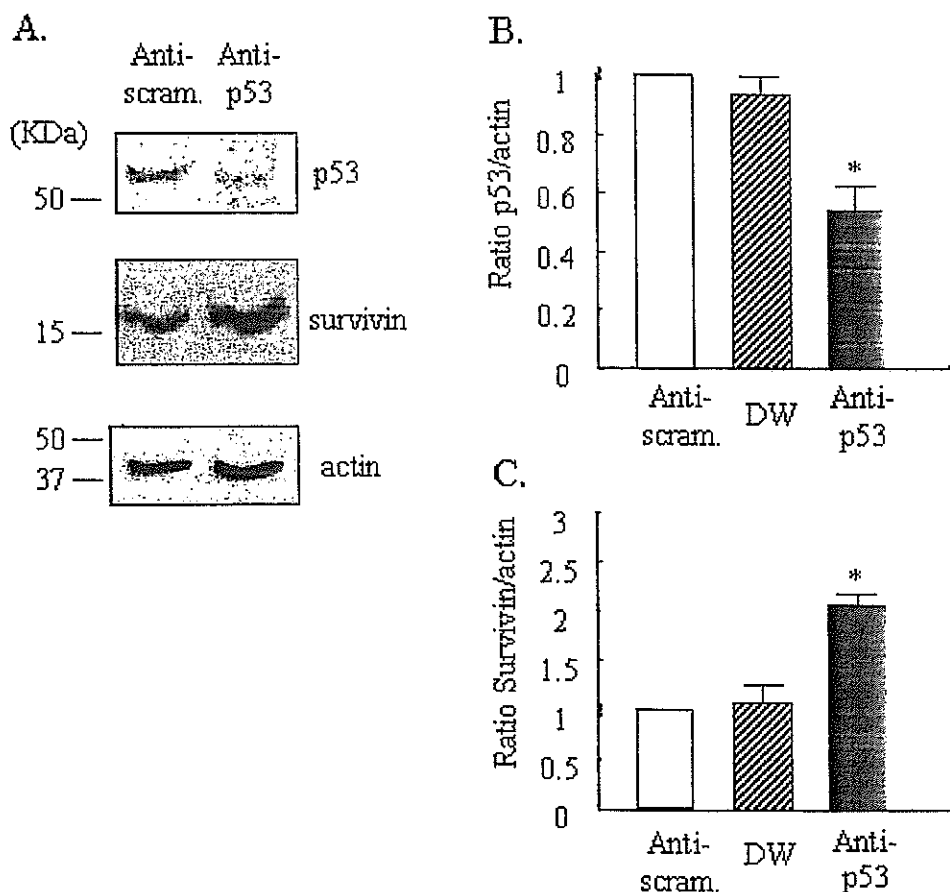 A.
Anti-
scram.
Anti-
p53
(KDa)
50
p53
15
survivin
50
37
actin
B.
Ratio p53/actin
1
0.8
0.6
0.4
0.2
0
*
Anti-
scram.
DW
Anti-
p53
C.
Ratio Survivin/actin
3
2.5
2
1.5
1
0.5
0
*
Anti-
scram.
DW
Anti-
p53